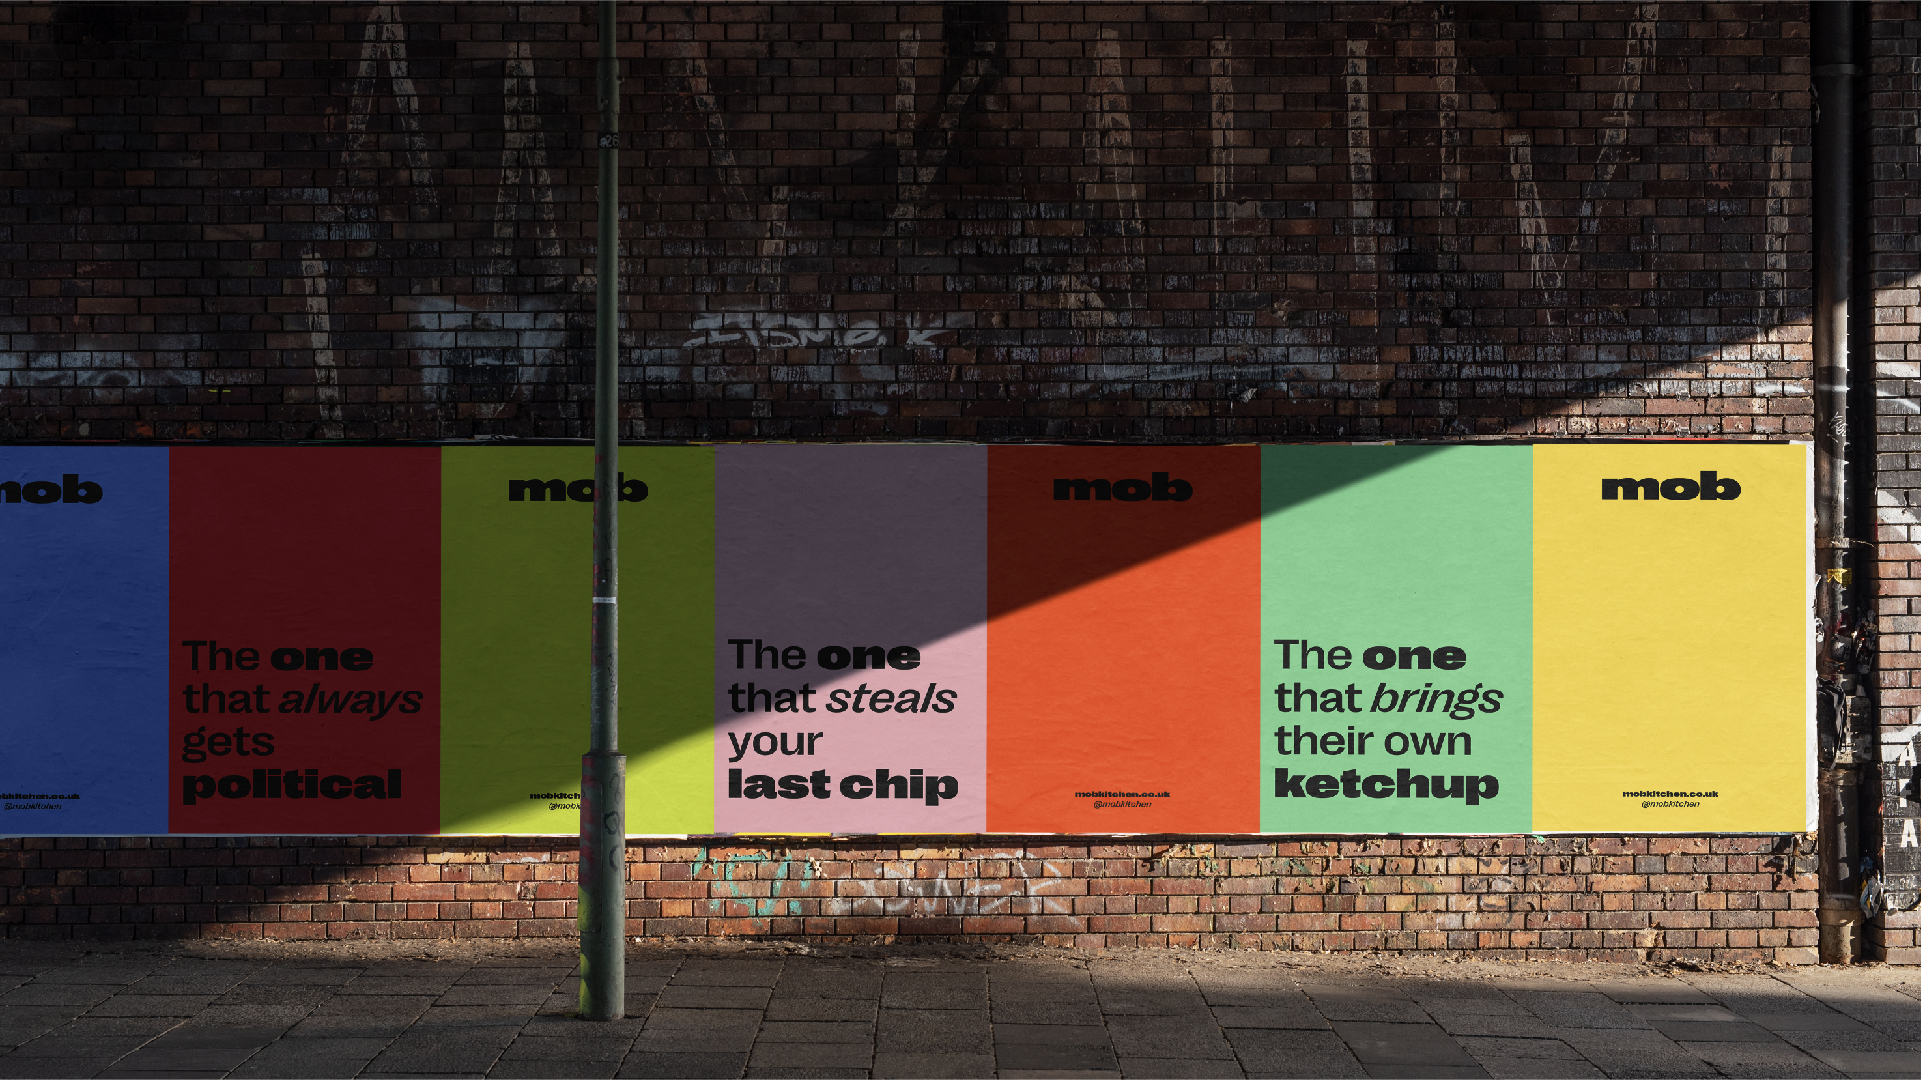 mob
mobkitchen.co.uk
@mobkitchen
The one
that always
gets
political
mob
The one
that steals
your
last chip
mob
mobkitchen.co.uk
@mobkitchen
The one
that brings
their own
ketchup
mob
mobkitchen.co.uk
@mobkitchen